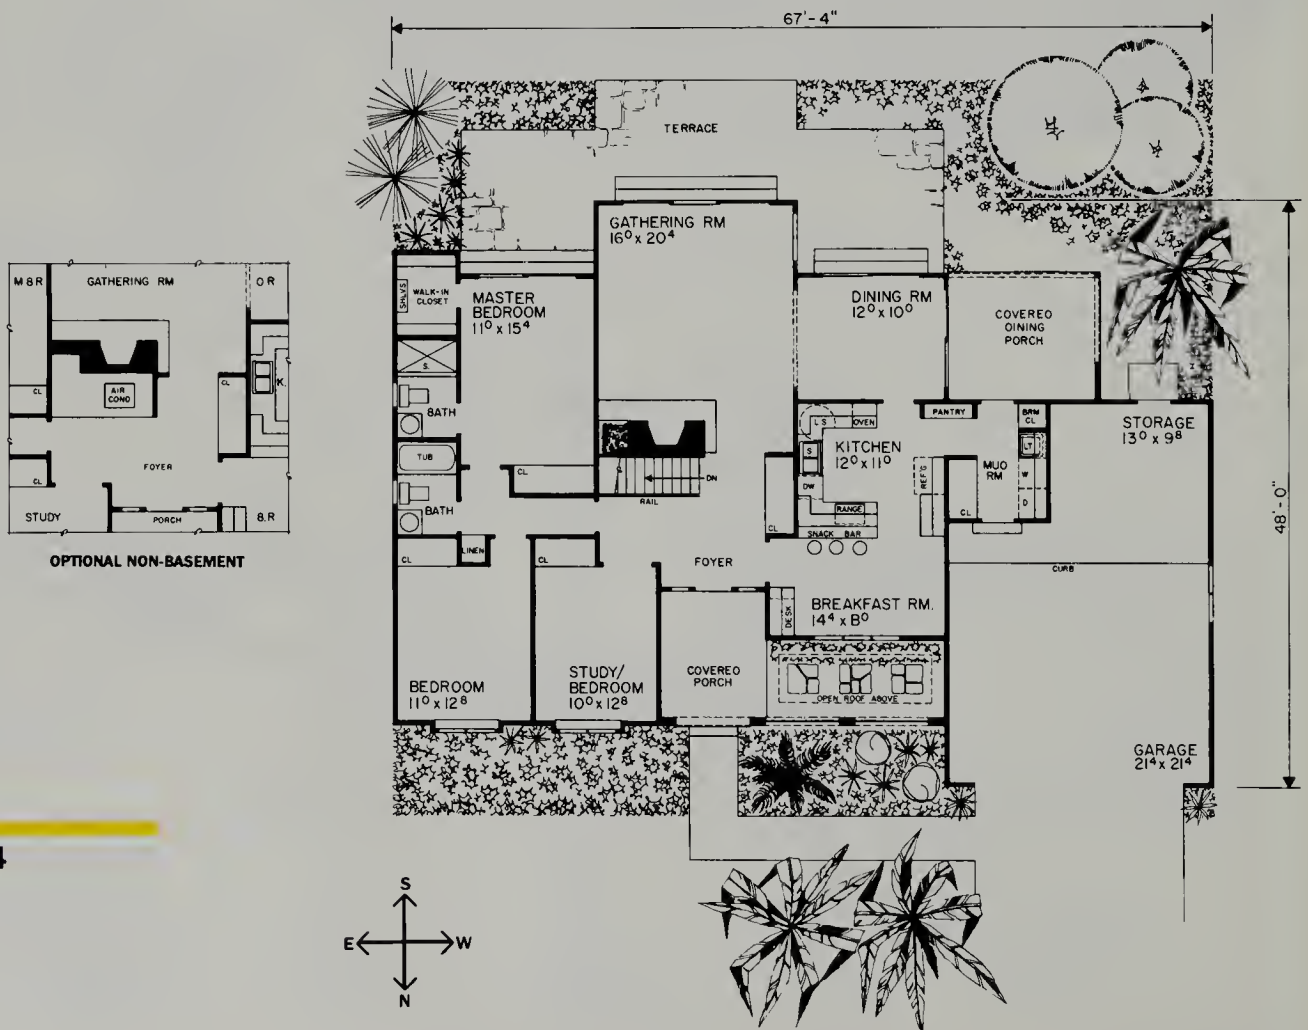 67'-4"
TERRACE
GATHERING RM
16⁰ x 20⁴
SHLVS
WALK-IN
CLOSET
MASTER
BEDROOM
11⁰ x 15⁴
DINING RM
12⁰ x 10⁰
COVERED
DINING
PORCH
M B R
GATHERING RM
D R
CL
AIR
COND
CL
K.
CL
FOYER
STUDY
PORCH
B.R
OPTIONAL NON-BASEMENT
S.
BATH
TUB
BATH
CL
DN
RAIL
L S
OVEN
S
KITCHEN
12⁰ x 11⁰
DW
RANGE
SNACK BAR
REF'G
PANTRY
BRM
CL
LT
W
D
MUD
RM
CL
STORAGE
13⁰ x 9⁸
48'-0"
CL
LINEN
CL
CL
FOYER
CURB
DESK
BREAKFAST RM.
14⁴ x 8⁰
BEDROOM
11⁰ x 12⁸
STUDY/
BEDROOM
10⁰ x 12⁸
COVERED
PORCH
OPEN ROOF ABOVE
GARAGE
21⁴ x 21⁴
S
E
W
N